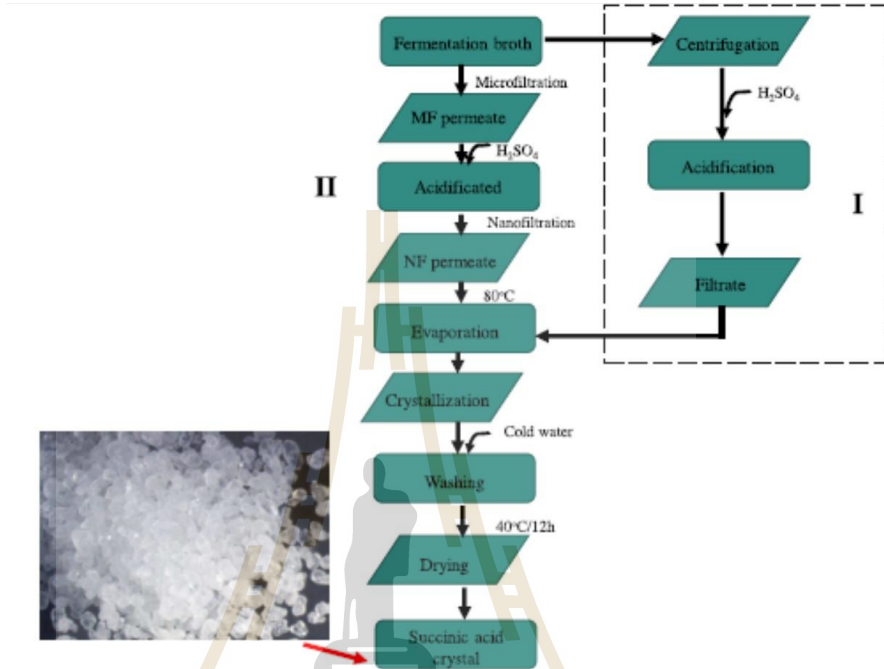 Fermentation broth
Centrifugation
Microfiltration
H₂SO₄
MF permeate
H₂SO₄
Acidificated
Acidification
II
I
Nanofiltration
NF permeate
Filtrate
80°C
Evaporation
Crystallization
Cold water
Washing
40°C/12h
Drying
Succinic acid
crystal